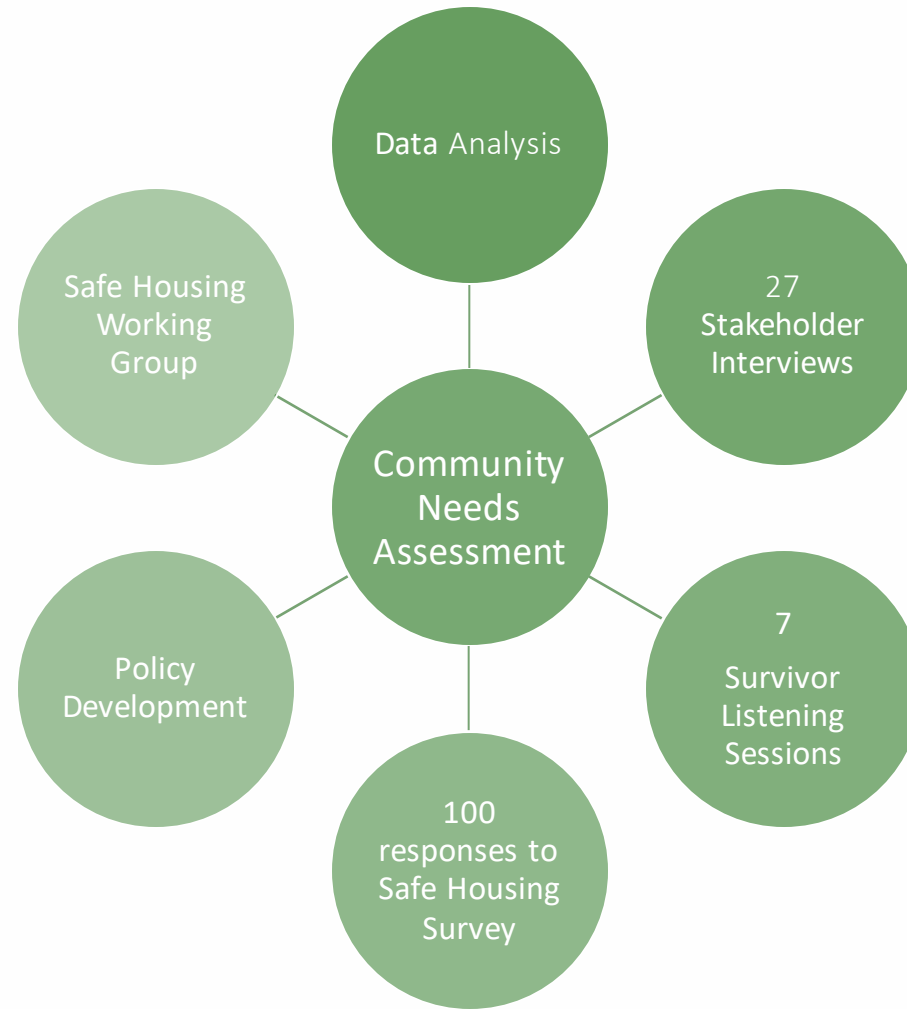 Data Analysis
27
Stakeholder
Interviews
7
Survivor
Listening
Sessions
100
responses to
Safe Housing
Survey
Policy
Development
Safe Housing
Working
Group
Community
Needs
Assessment